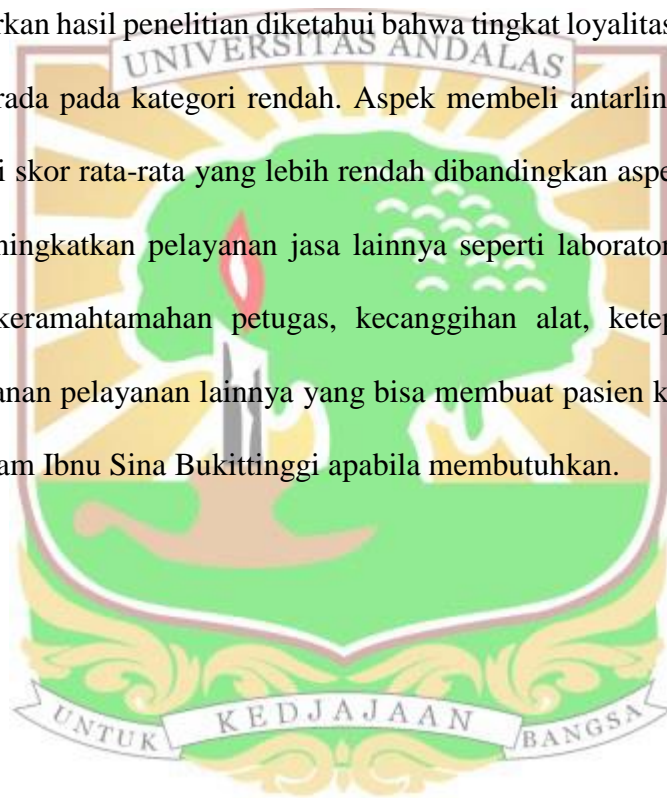 rkan hasil penelitian diketahui bahwa tingkat loyalitas
UNIVERSITAS ANDALAS
rada pada kategori rendah. Aspek membeli antarlin
i skor rata-rata yang lebih rendah dibandingkan aspe
ningkatkan pelayanan jasa lainnya seperti laborator
keramahtamahan petugas, kecanggihan alat, ketep
anan pelayanan lainnya yang bisa membuat pasien k
am Ibnu Sina Bukittinggi apabila membutuhkan.
UNTUK KEDJAJAAN BANGSA